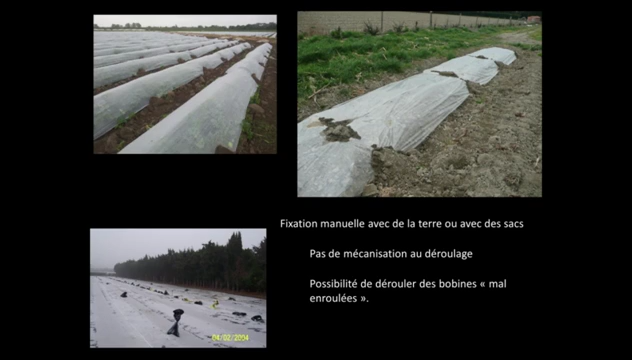 Fixation manuelle avec de la terre ou avec des sacs
Pas de mécanisation au déroulage
Possibilité de dérouler des bobines « mal
enroulées ».
04/02/2004